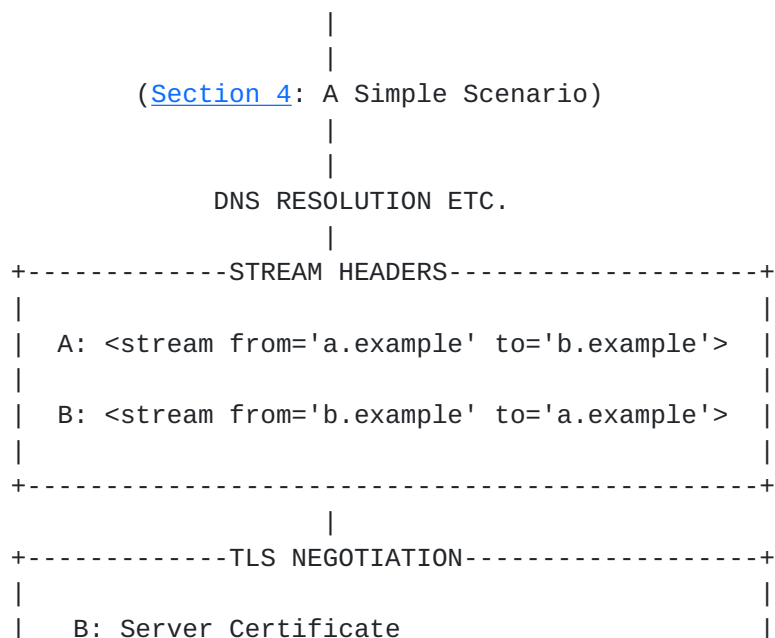 |
                    |
        (Section 4: A Simple Scenario)
                    |
                    |
             DNS RESOLUTION ETC.
                    |
+-------------STREAM HEADERS--------------------+
|                                               |
|  A: <stream from='a.example' to='b.example'>  |
|                                               |
|  B: <stream from='b.example' to='a.example'>  |
|                                               |
+-----------------------------------------------+
                    |
+-------------TLS NEGOTIATION-------------------+
|                                               |
|   B: Server Certificate                       |